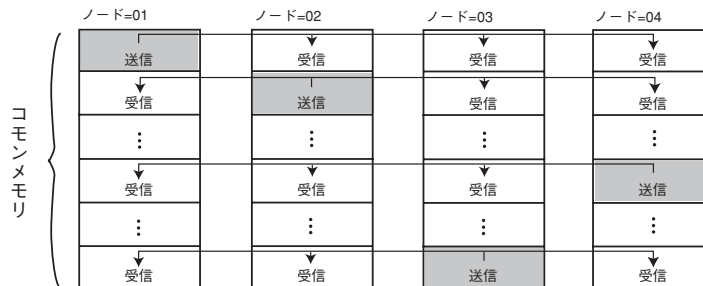 ノード=01 ノード=02 ノード=03 ノード=04
送信 受信 受信 受信
受信 送信 受信 受信
⋮ ⋮ ⋮ ⋮
受信 受信 受信 送信
⋮ ⋮ ⋮ ⋮
受信 受信 送信 受信
コモンメモリ